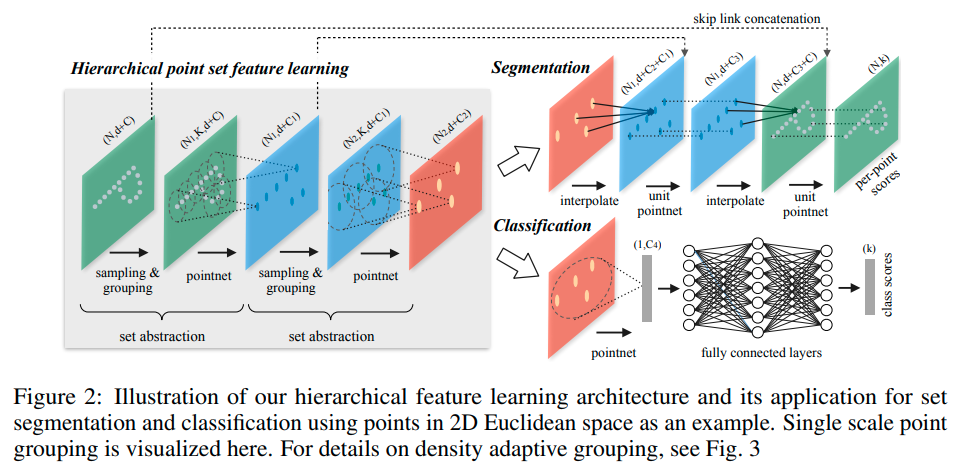 skip link concatenation
Hierarchical point set feature learning
(N,d+C)
(N₁,K,d+C)
(N₁,d+C₁)
(N₂,K,d+C₁)
(N₂,d+C₂)
sampling &
grouping
pointnet
sampling &
grouping
pointnet
set abstraction
set abstraction
Segmentation
(N₁,d+C₂+C₁)
(N₁,d+C₃)
(N,d+C₃+C)
(N,k)
interpolate
unit
pointnet
interpolate
unit
pointnet
per-point
scores
Classification
(1,C₄)
(k)
pointnet
fully connected layers
class scores
Figure 2: Illustration of our hierarchical feature learning architecture and its application for set
segmentation and classification using points in 2D Euclidean space as an example. Single scale point
grouping is visualized here. For details on density adaptive grouping, see Fig. 3